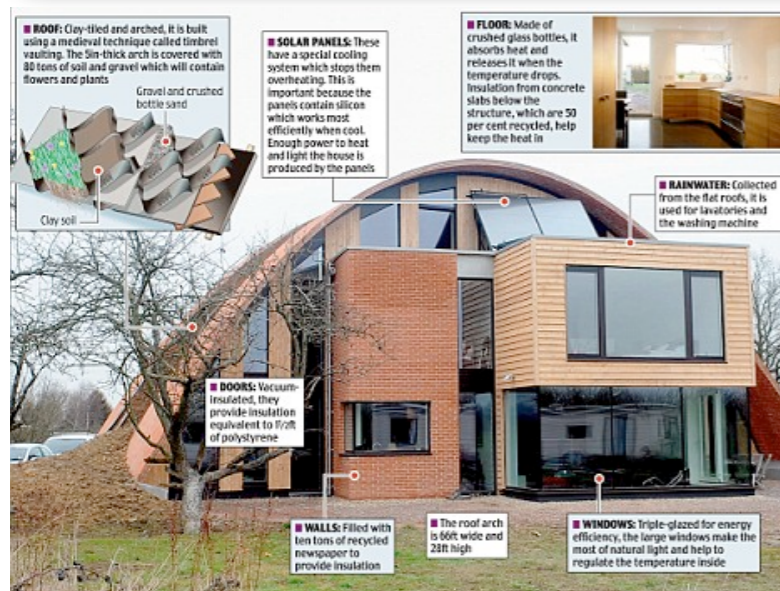 ROOF: Clay-tiled and arched, it is built
using a medieval technique called timbrel
vaulting. The 5in-thick arch is covered with
80 tons of soil and gravel which will contain
flowers and plants
Gravel and crushed
bottle sand
Clay soil
SOLAR PANELS: These
have a special cooling
system which stops them
overheating. This is
important because the
panels contain silicon
which works most
efficiently when cool.
Enough power to heat
and light the house is
produced by the panels
FLOOR: Made of
crushed glass bottles, it
absorbs heat and
releases it when the
temperature drops.
Insulation from concrete
slabs below the
structure, which are 50
per cent recycled, help
keep the heat in
RAINWATER: Collected
from the flat roofs, it is
used for lavatories and
the washing machine
DOORS: Vacuum-
insulated, they
provide insulation
equivalent to 1½ft
of polystyrene
WALLS: Filled with
ten tons of recycled
newspaper to
provide insulation
The roof arch
is 66ft wide and
28ft high
WINDOWS: Triple-glazed for energy
efficiency, the large windows make the
most of natural light and help to
regulate the temperature inside